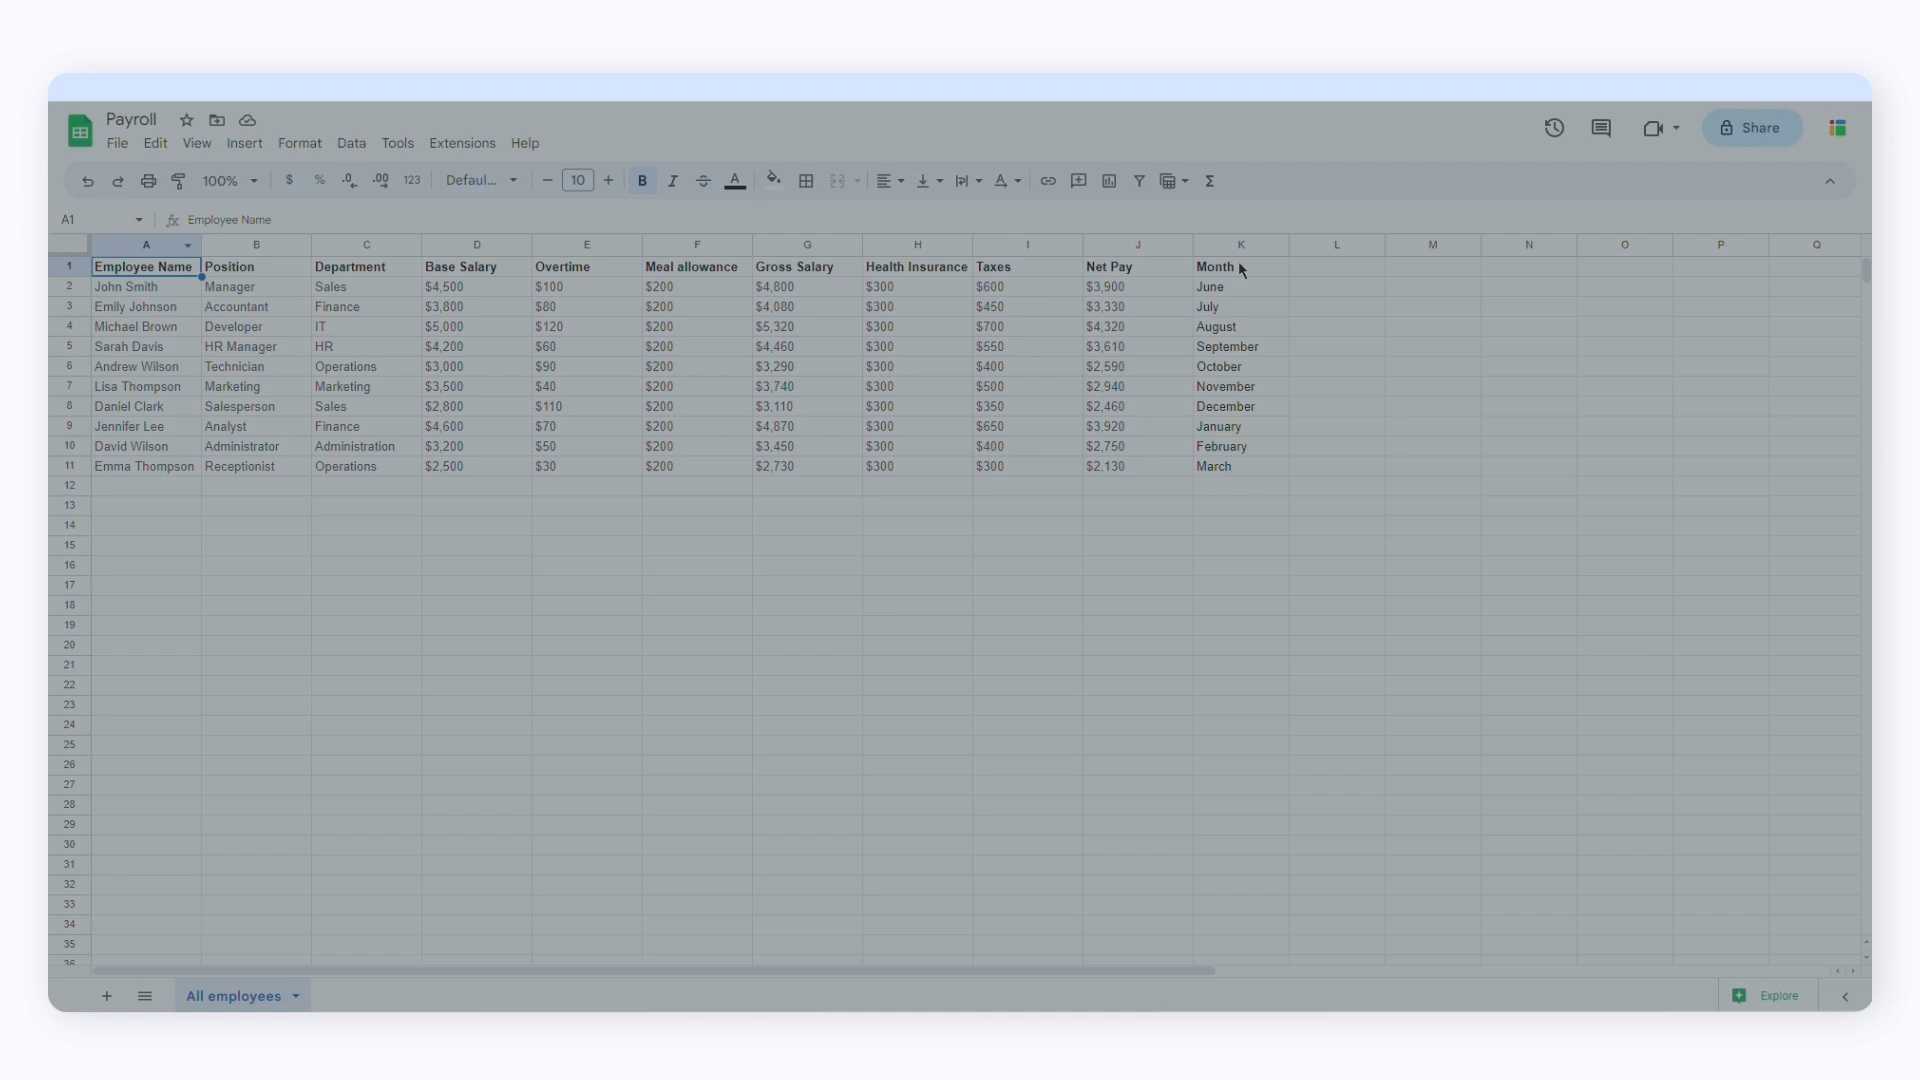 Payroll
File Edit View Insert Format Data Tools Extensions Help
Share
100% $ % .0 .00 123 Defaul... 10 B I A A Σ
A1 fx Employee Name
A B C D E F G H I J K L M N O P Q
1 Employee Name Position Department Base Salary Overtime Meal allowance Gross Salary Health Insurance Taxes Net Pay Month
2 John Smith Manager Sales $4,500 $100 $200 $4,800 $300 $600 $3,900 June
3 Emily Johnson Accountant Finance $3,800 $80 $200 $4,080 $300 $450 $3,330 July
4 Michael Brown Developer IT $5,000 $120 $200 $5,320 $300 $700 $4,320 August
5 Sarah Davis HR Manager HR $4,200 $60 $200 $4,460 $300 $550 $3,610 September
6 Andrew Wilson Technician Operations $3,000 $90 $200 $3,290 $300 $400 $2,590 October
7 Lisa Thompson Marketing Marketing $3,500 $40 $200 $3,740 $300 $500 $2,940 November
8 Daniel Clark Salesperson Sales $2,800 $110 $200 $3,110 $300 $350 $2,460 December
9 Jennifer Lee Analyst Finance $4,600 $70 $200 $4,870 $300 $650 $3,920 January
10 David Wilson Administrator Administration $3,200 $50 $200 $3,450 $300 $400 $2,750 February
11 Emma Thompson Receptionist Operations $2,500 $30 $200 $2,730 $300 $300 $2,130 March
12
13
14
15
16
17
18
19
20
21
22
23
24
25
26
27
28
29
30
31
32
33
34
35
36
All employees
Explore